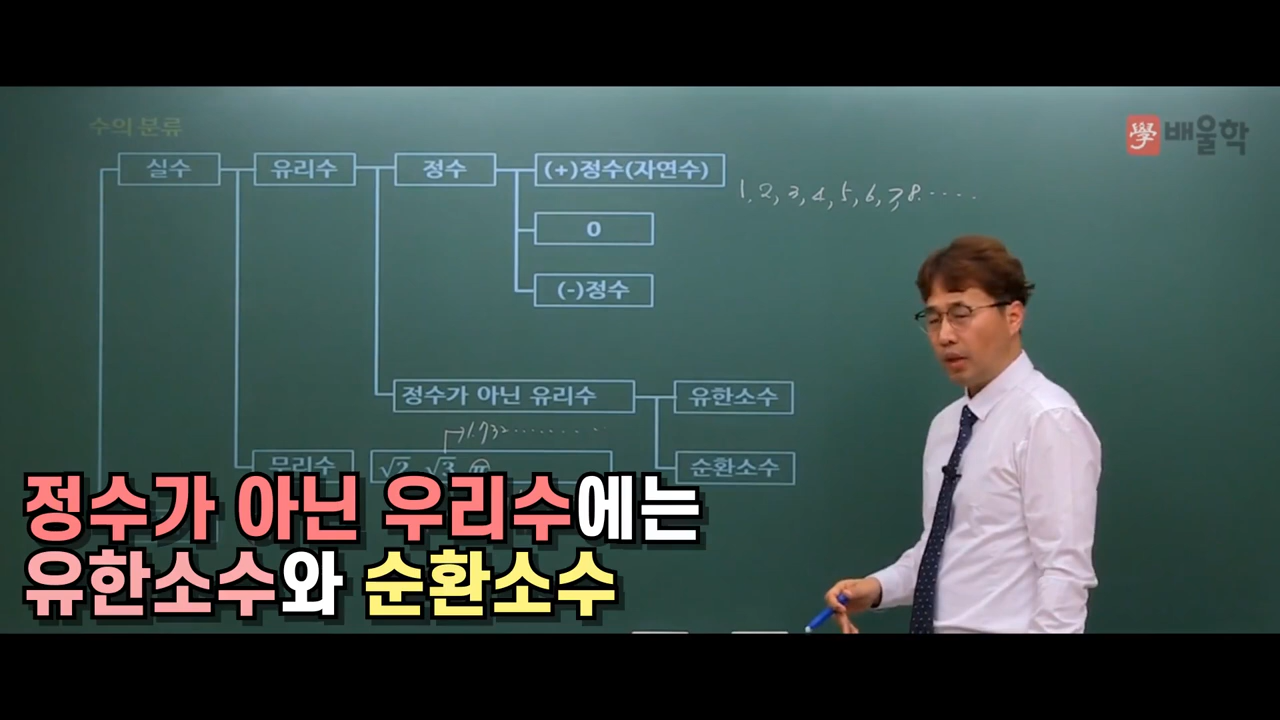 수의 분류
學 배울학
실수 유리수 정수 (+)정수(자연수)
1, 2, 3, 4, 5, 6, 7, 8.....
0
(-)정수
정수가 아닌 유리수 유한소수
1.732.........
무리수 √2 √3 π 순환소수
정수가 아닌 우리수에는
유한소수와 순환소수